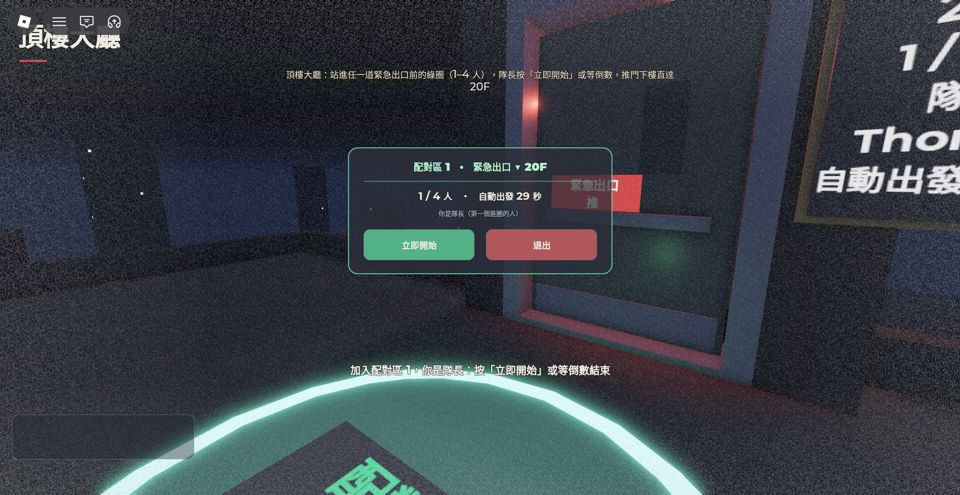 頂樓大廳
頂樓大廳：站進任一道緊急出口前的綠圈（1–4 人），隊長按「立即開始」或等倒數，推門下樓直達
20F
配對區 1 • 緊急出口 ▼ 20F
1 / 4 人 • 自動出發 29 秒
你是隊長（第一個進圈的人）
立即開始
退出
緊急出口
推
1 /
隊
Thor
自動出發
加入配對區 1：你是隊長：按「立即開始」或等倒數結束
配對